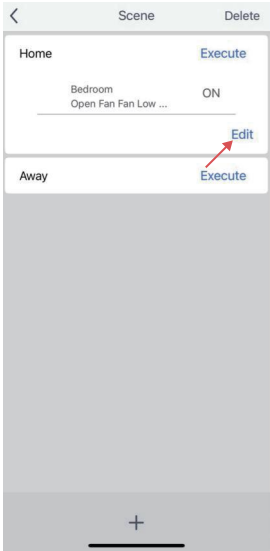 Scene Delete
Home Execute
Bedroom ON
Open Fan Fan Low ...
Edit
Away Execute
+